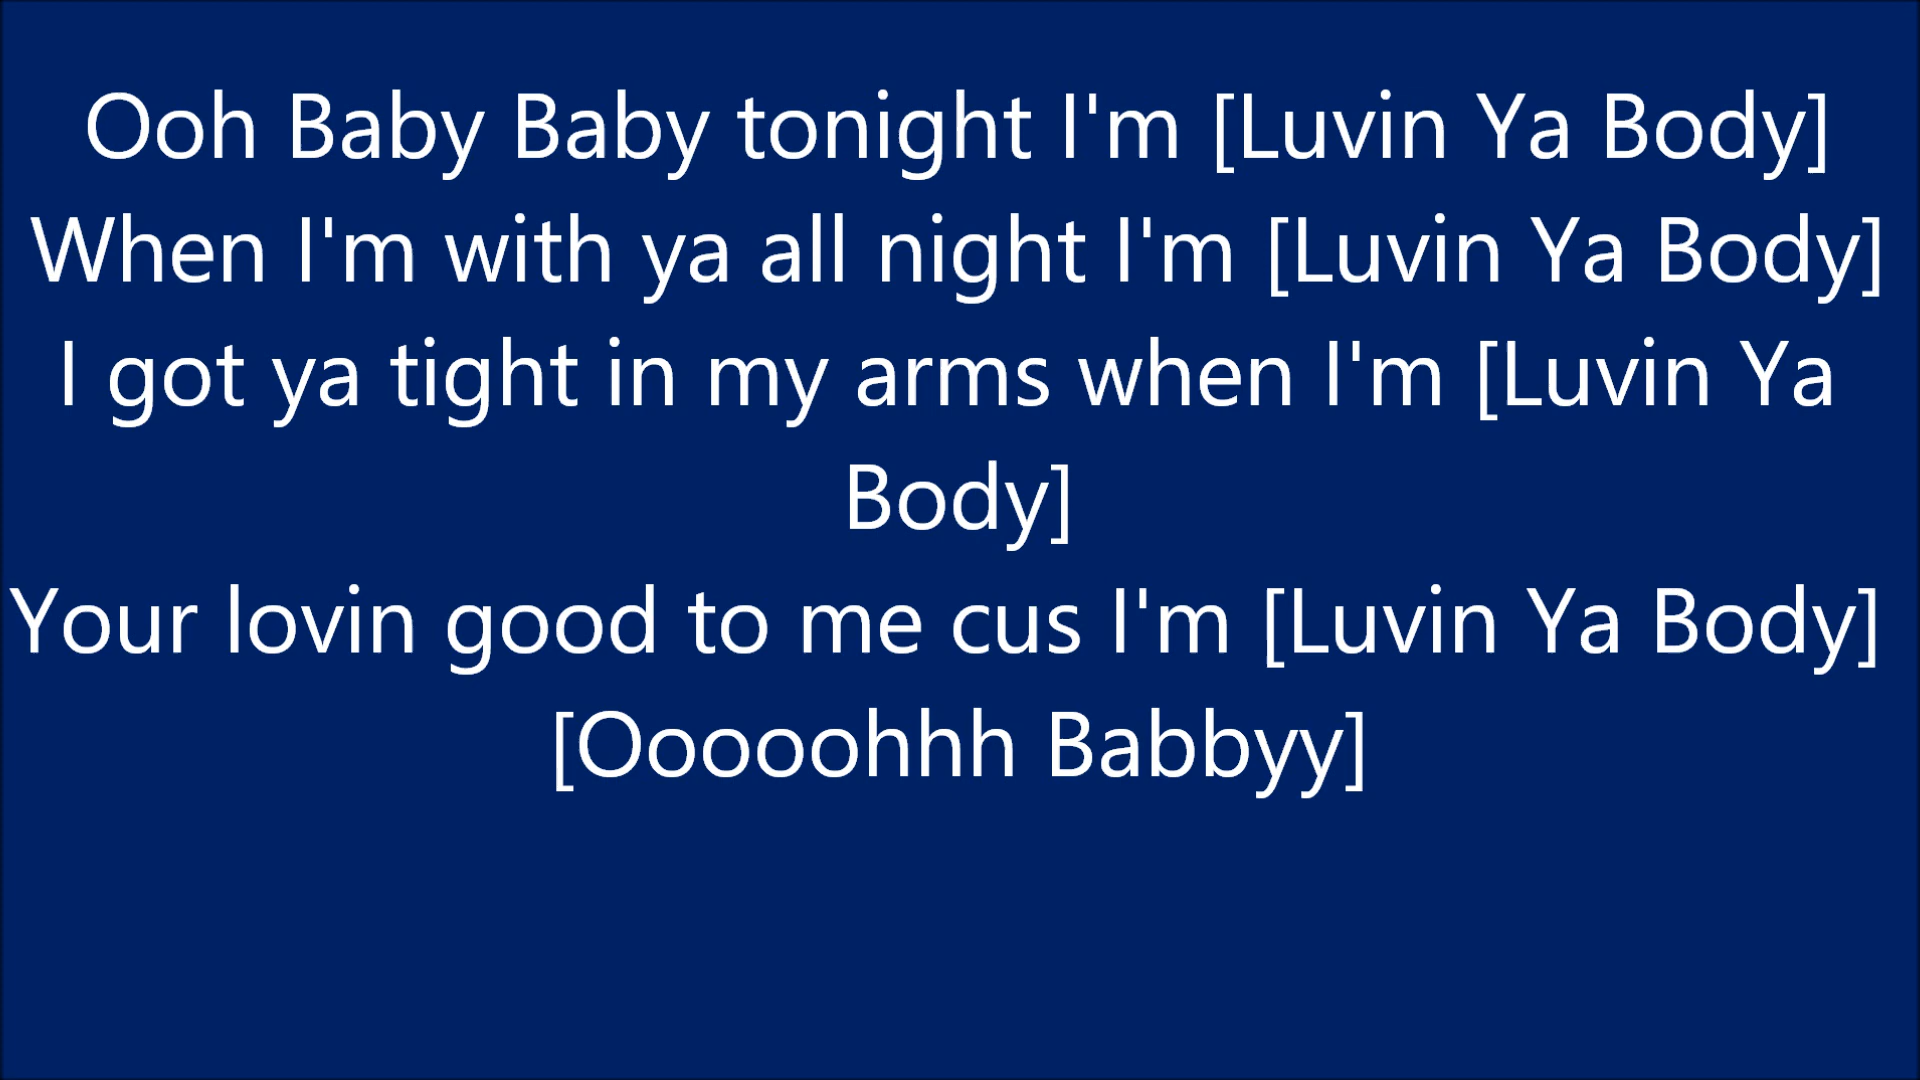 Ooh Baby Baby tonight I'm [Luvin Ya Body]
When I'm with ya all night I'm [Luvin Ya Body]
I got ya tight in my arms when I'm [Luvin Ya
Body]
Your lovin good to me cus I'm [Luvin Ya Body]
[Ooooohhh Babbyy]